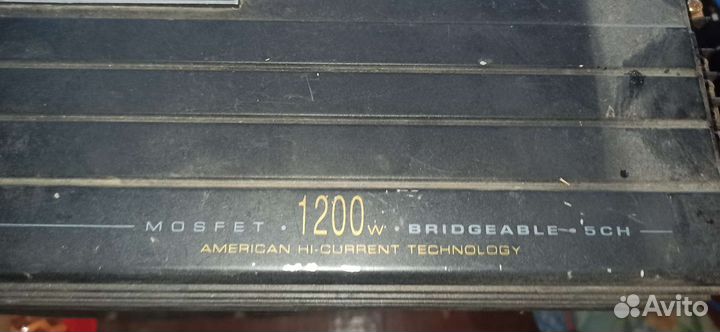 MOSFET · 1200w · BRIDGEABLE · 5CH
AMERICAN HI-CURRENT TECHNOLOGY
Avito